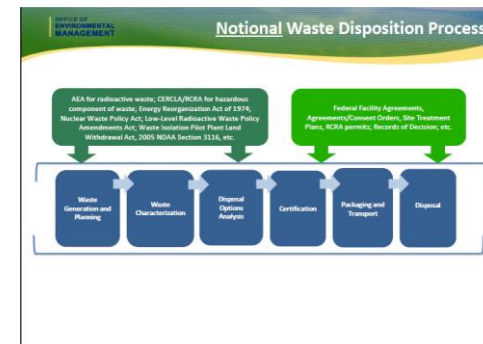 OFFICE OF
ENVIRONMENTAL
MANAGEMENT
Notional Waste Disposition Process
AEA for radioactive waste; CERCLA/RCRA for hazardous
component of waste; Energy Reorganization Act of 1974;
Nuclear Waste Policy Act; Low-Level Radioactive Waste Policy
Amendments Act; Waste Isolation Pilot Plant Land
Withdrawal Act, 2005 NDAA Section 3116, etc.
Federal Facility Agreements,
Agreements/Consent Orders, Site Treatment
Plans, RCRA permits; Records of Decision; etc.
Waste
Generation and
Planning
Waste
Characterization
Disposal
Options
Analysis
Certification
Packaging and
Transport
Disposal